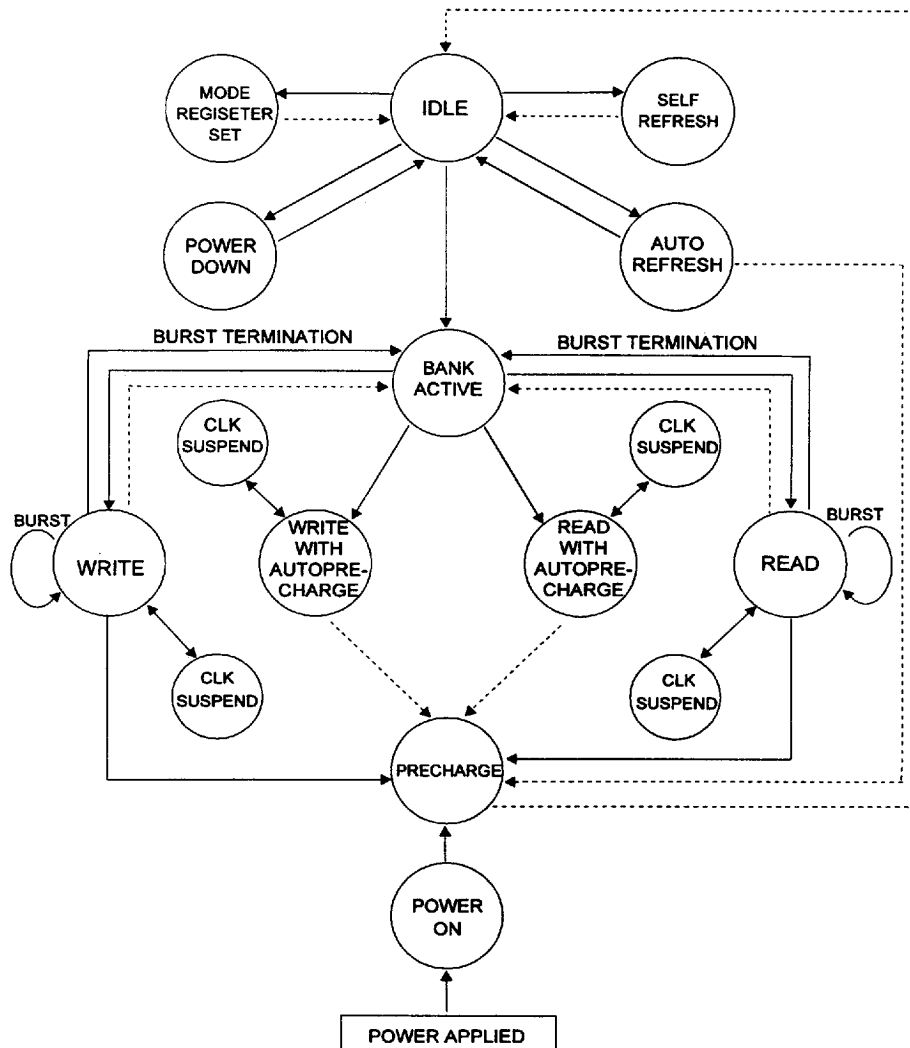 MODE
REGISETER
SET
IDLE
SELF
REFRESH
POWER
DOWN
AUTO
REFRESH
BURST TERMINATION
BURST TERMINATION
BANK
ACTIVE
CLK
SUSPEND
CLK
SUSPEND
BURST
WRITE
WRITE
WITH
AUTOPRE-
CHARGE
READ
WITH
AUTOPRE-
CHARGE
READ
BURST
CLK
SUSPEND
CLK
SUSPEND
PRECHARGE
POWER
ON
POWER APPLIED